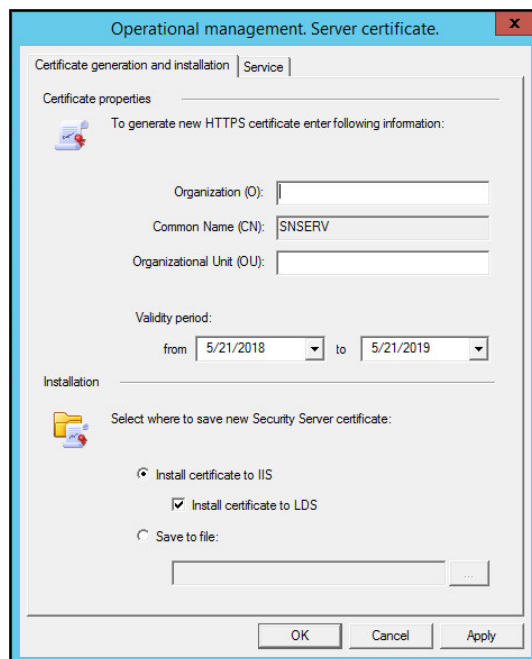 Operational management. Server certificate.
x
Certificate generation and installation Service
Certificate properties
To generate new HTTPS certificate enter following information:
Organization (O):
Common Name (CN): SNSERV
Organizational Unit (OU):
Validity period:
from 5/21/2018 to 5/21/2019
Installation
Select where to save new Security Server certificate:
Install certificate to IIS
Install certificate to LDS
Save to file:
...
OK Cancel Apply